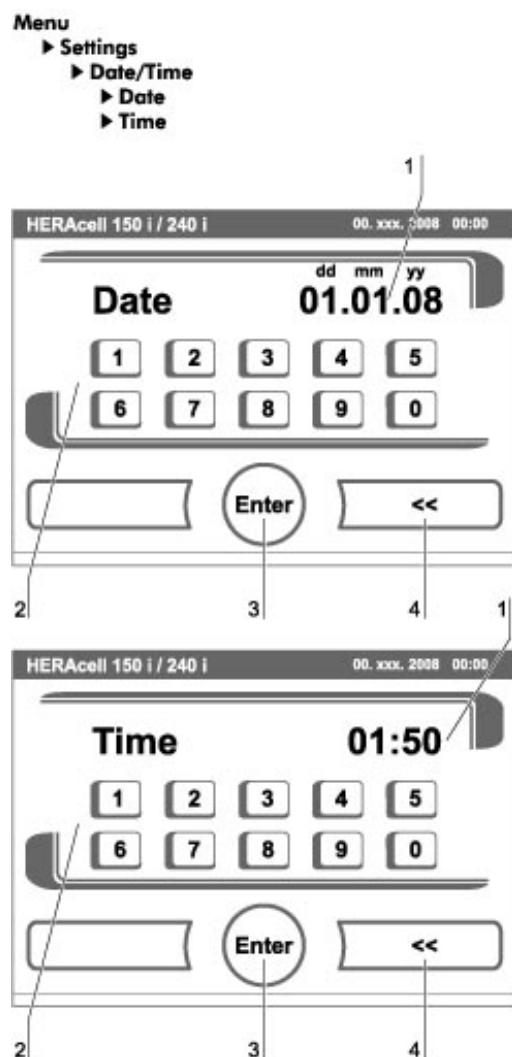 Menu
▶ Settings
▶ Date/Time
▶ Date
▶ Time
1
HERAcell 150 i / 240 i 00. xxx. 2008 00:00
dd mm yy
Date 01.01.08
1 2 3 4 5
6 7 8 9 0
Enter <<
2 3 4 1
HERAcell 150 i / 240 i 00. xxx. 2008 00:00
Time 01:50
1 2 3 4 5
6 7 8 9 0
Enter <<
2 3 4